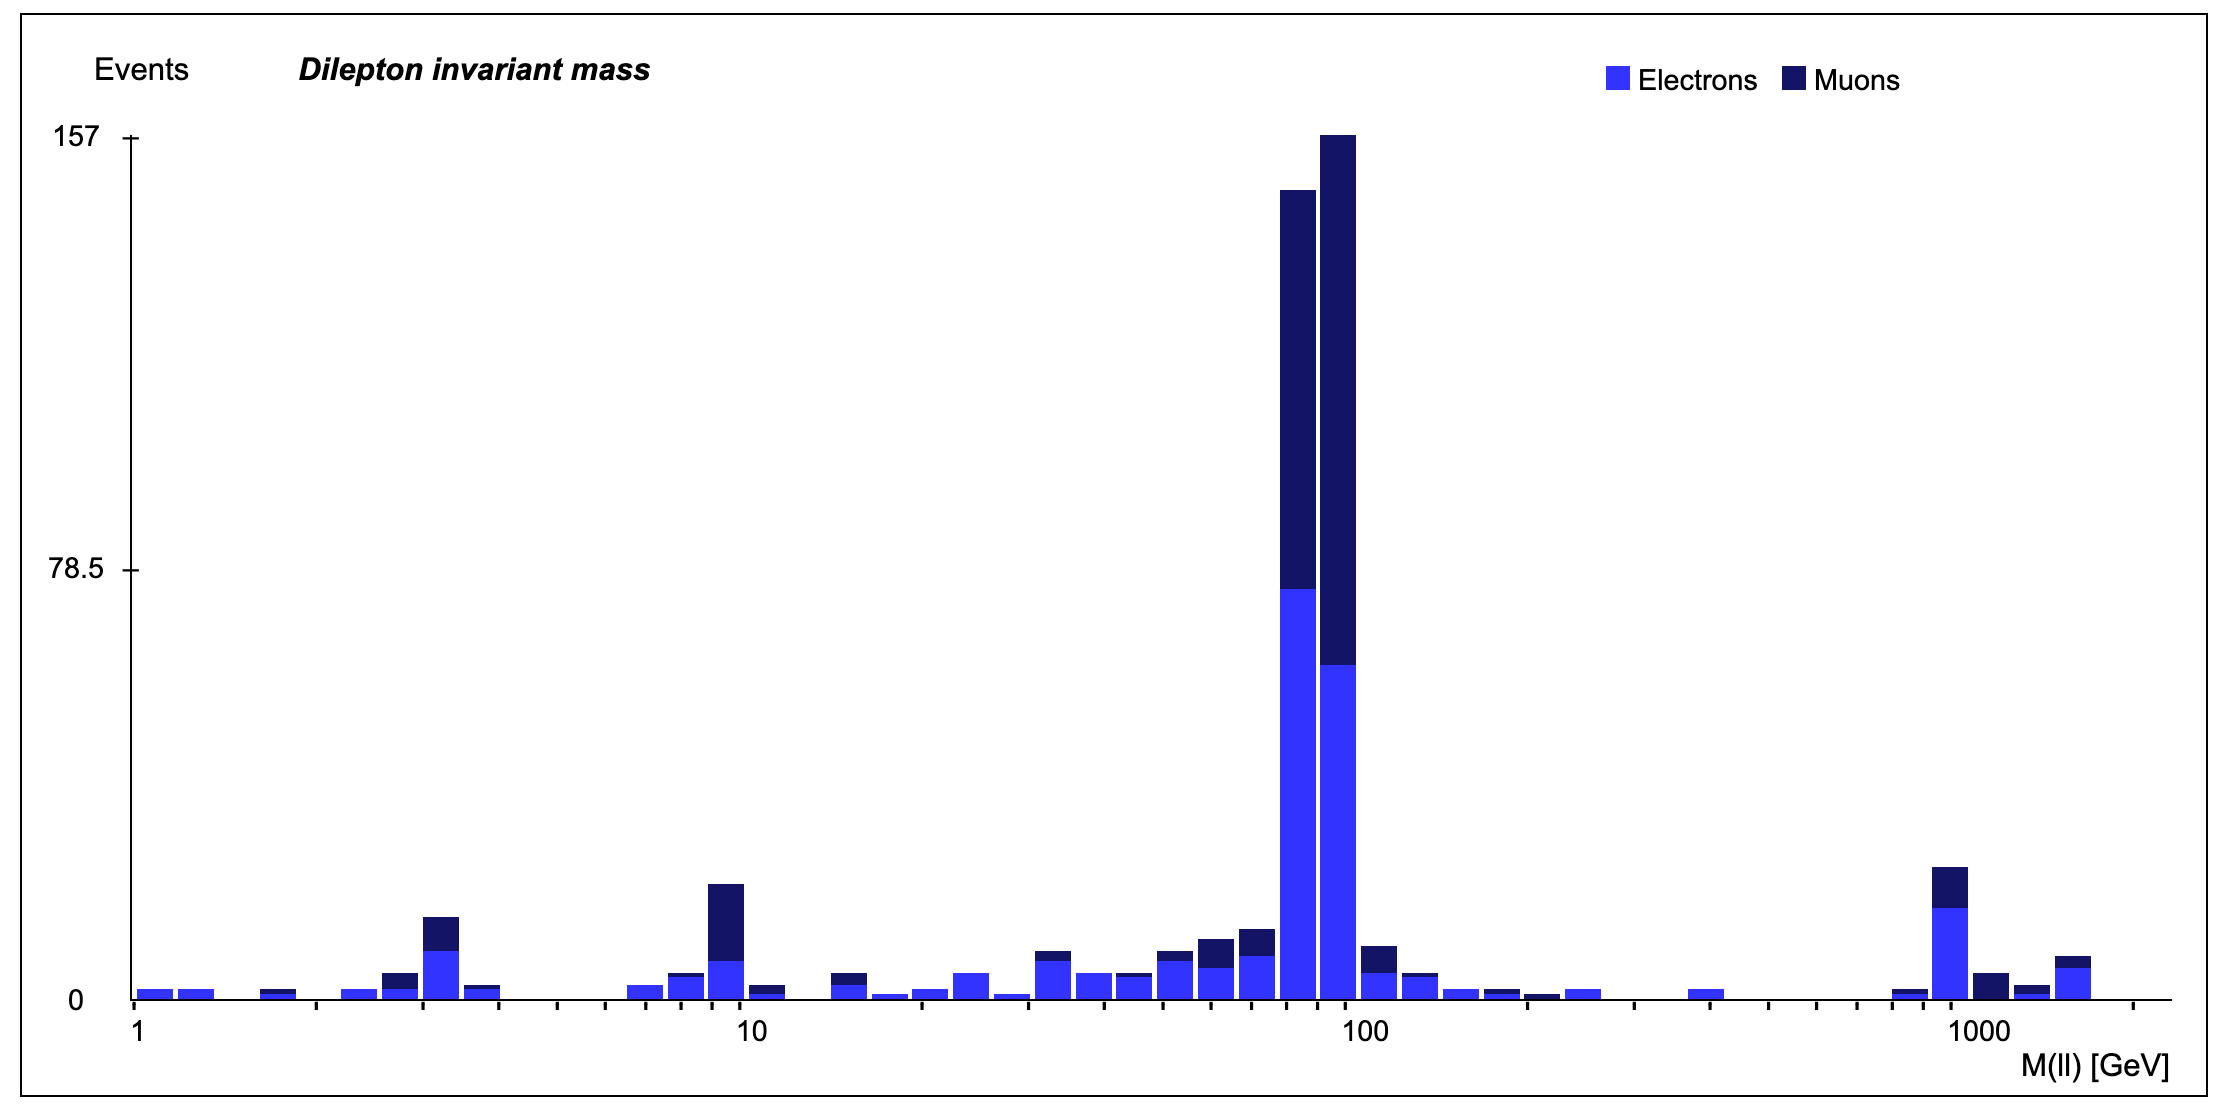 Events
Dilepton invariant mass
Electrons
Muons
157
78.5
0
1
10
100
1000
M(ll) [GeV]